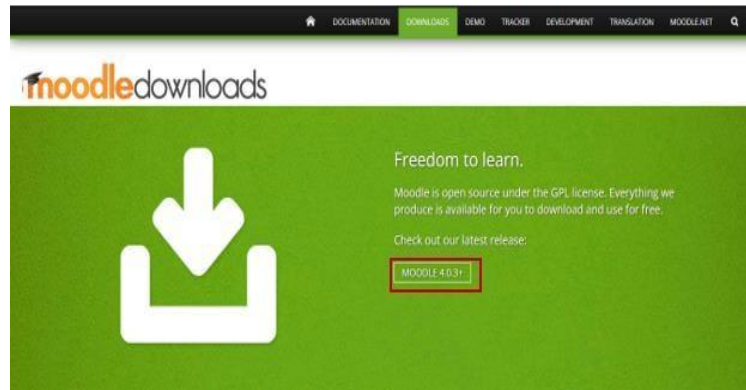 DOCUMENTATION DOWNLOADS DEMO TRACKER DEVELOPMENT TRANSLATION MOODLE.NET
moodledownloads
Freedom to learn.
Moodle is open source under the GPL license. Everything we
produce is available for you to download and use for free.
Check out our latest release:
MOODLE 4.0.3+